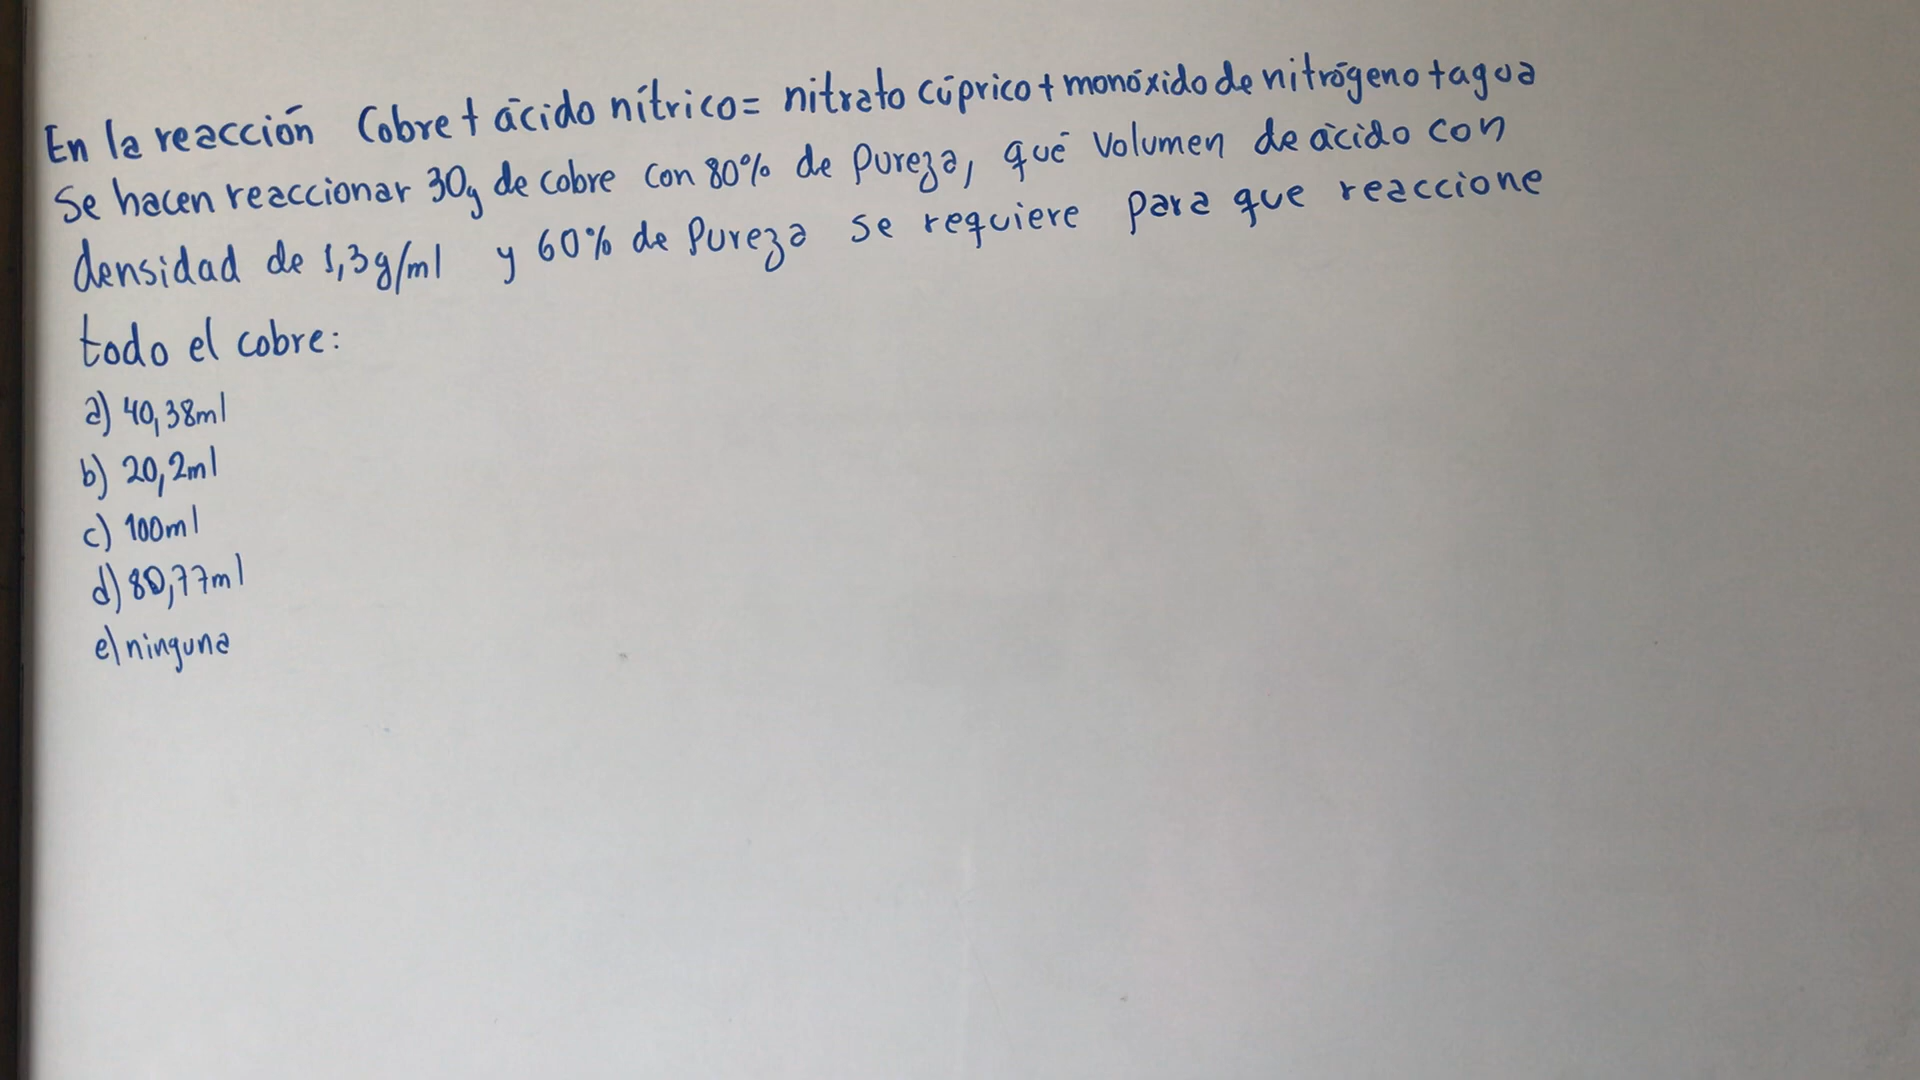 En la reacción Cobre + ácido nítrico = nitrato cúprico + monóxido de nitrógeno + agua
Se hacen reaccionar 30g de cobre con 80% de Pureza, qué Volumen de ácido con
densidad de 1,3g/ml y 60% de Pureza se requiere para que reaccione
todo el cobre:
a) 40,38ml
b) 20,2ml
c) 100ml
d) 80,77ml
e) ninguna